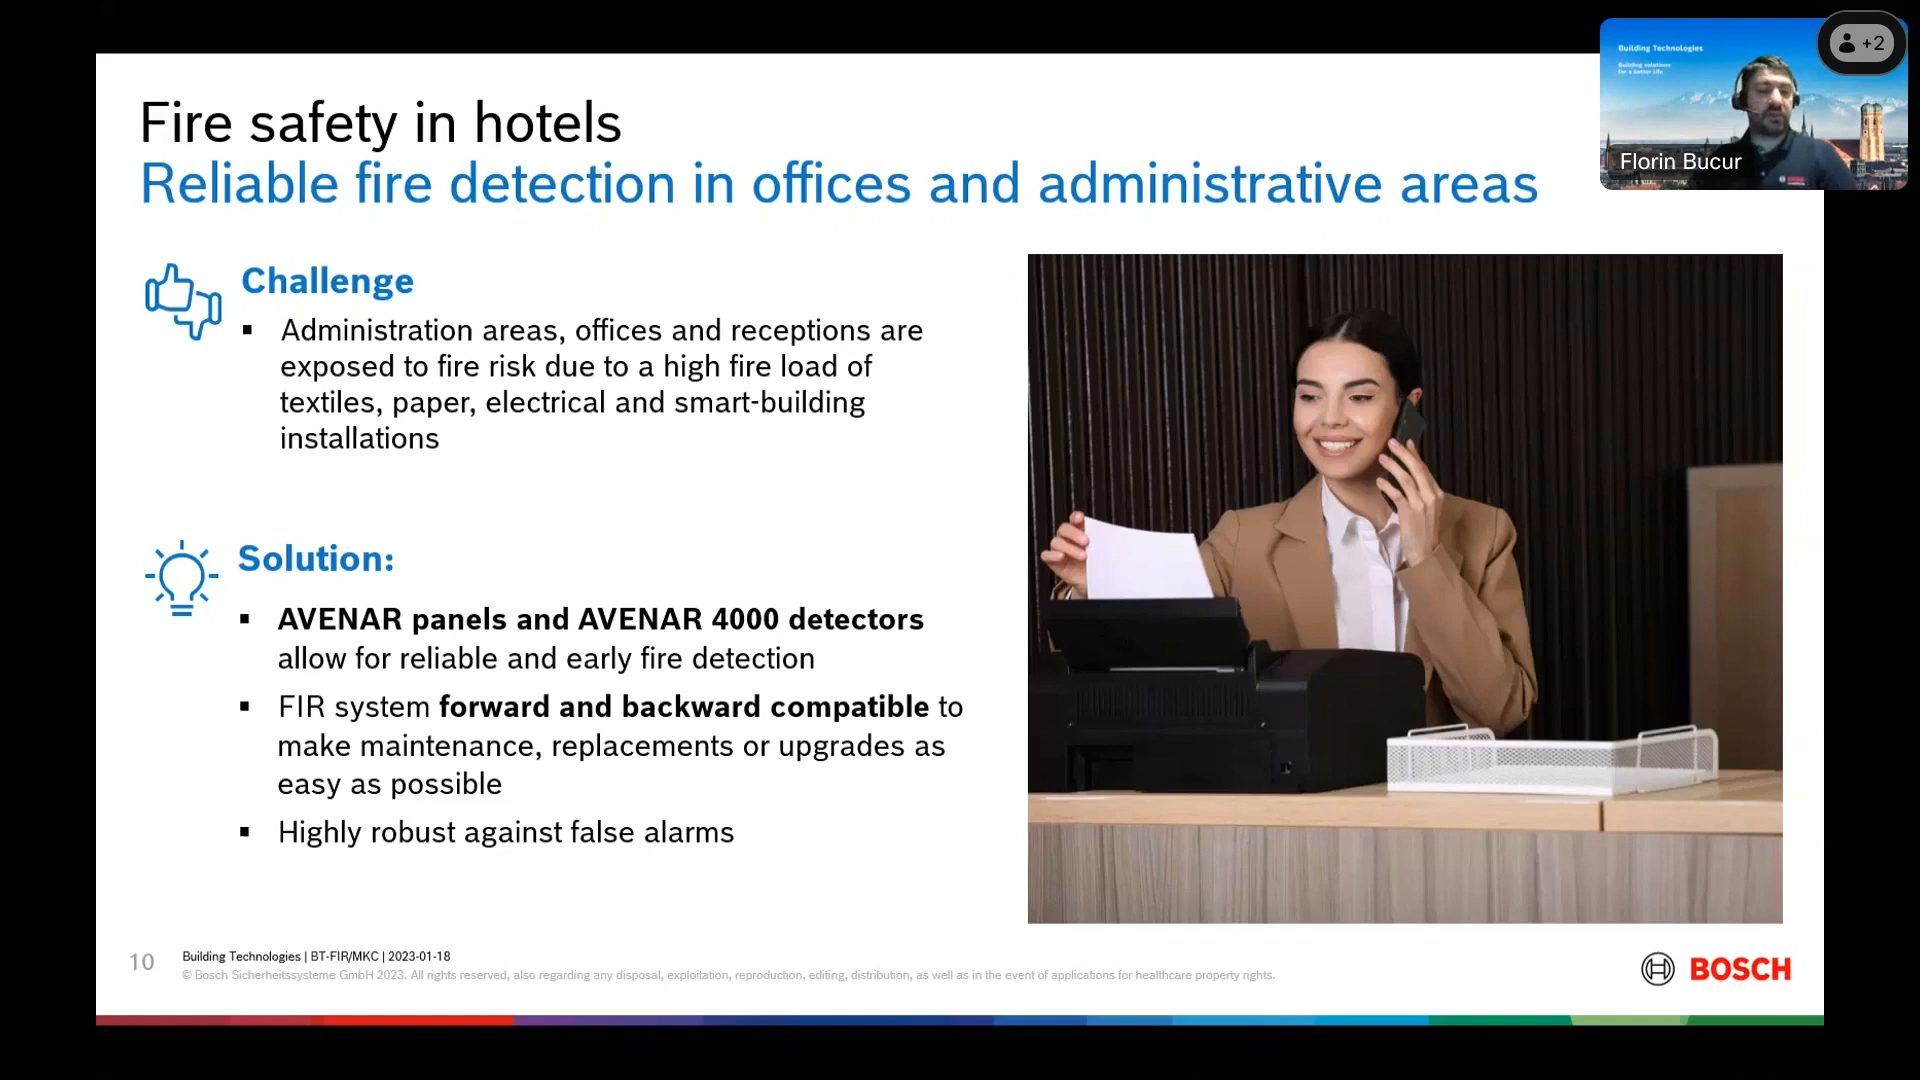 Fire safety in hotels
Reliable fire detection in offices and administrative areas
Building Technologies
Building solutions
for a better life
+2
Florin Bucur
Challenge
▪ Administration areas, offices and receptions are
exposed to fire risk due to a high fire load of
textiles, paper, electrical and smart-building
installations
Solution:
▪ AVENAR panels and AVENAR 4000 detectors
allow for reliable and early fire detection
▪ FIR system forward and backward compatible to
make maintenance, replacements or upgrades as
easy as possible
▪ Highly robust against false alarms
10
Building Technologies | BT-FIR/MKC | 2023-01-18
© Bosch Sicherheitssysteme GmbH 2023. All rights reserved, also regarding any disposal, exploitation, reproduction, editing, distribution, as well as in the event of applications for healthcare property rights.
BOSCH